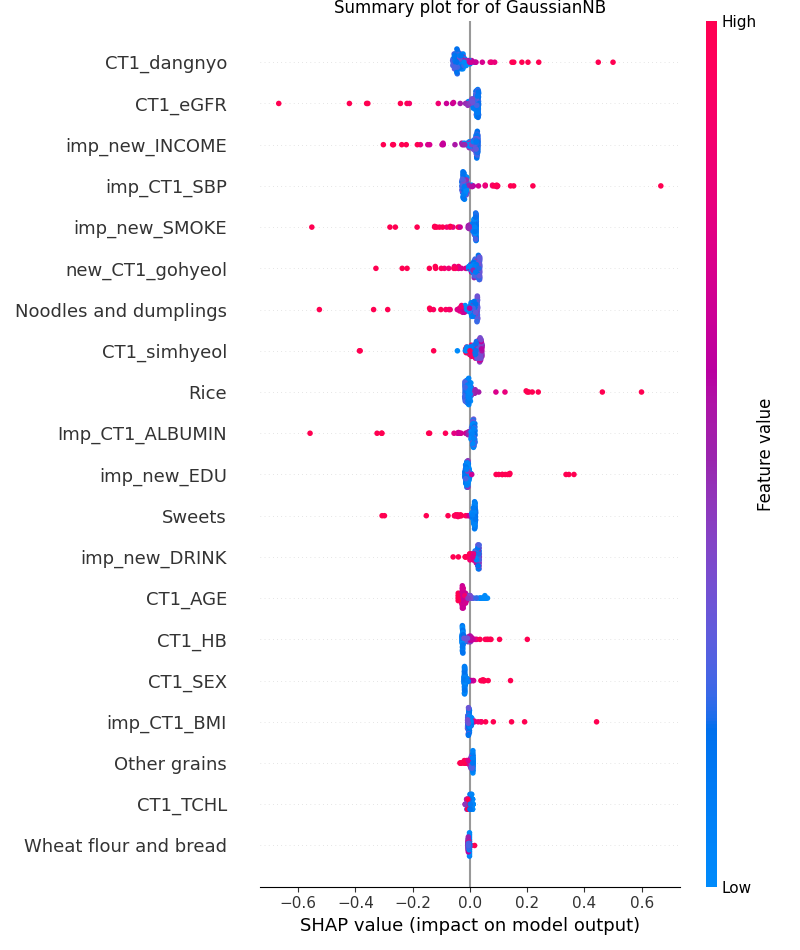 Summary plot for of GaussianNB
High
CT1_dangnyo
CT1_eGFR
imp_new_INCOME
imp_CT1_SBP
imp_new_SMOKE
new_CT1_gohyeol
Noodles and dumplings
CT1_simhyeol
Rice
Imp_CT1_ALBUMIN
imp_new_EDU
Sweets
imp_new_DRINK
CT1_AGE
CT1_HB
CT1_SEX
imp_CT1_BMI
Other grains
CT1_TCHL
Wheat flour and bread
Feature value
Low
−0.6 −0.4 −0.2 0.0 0.2 0.4 0.6
SHAP value (impact on model output)